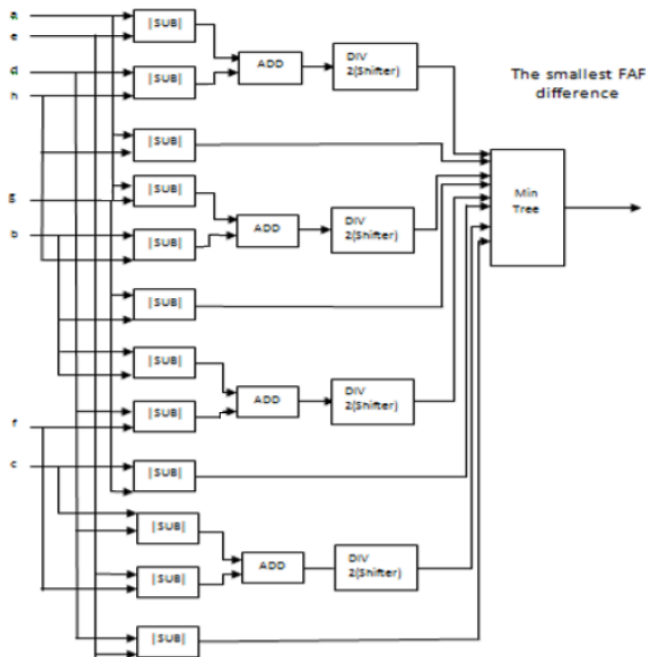 a
|SUB|
e
DIV
2(Shifter)
ADD
d
|SUB|
h
The smallest FAF
difference
|SUB|
|SUB|
g
Min
Tree
b
|SUB|
ADD
DIV
2(Shifter)
|SUB|
|SUB|
ADD
DIV
2(Shifter)
|SUB|
f
c
|SUB|
|SUB|
ADD
DIV
2(Shifter)
|SUB|
|SUB|